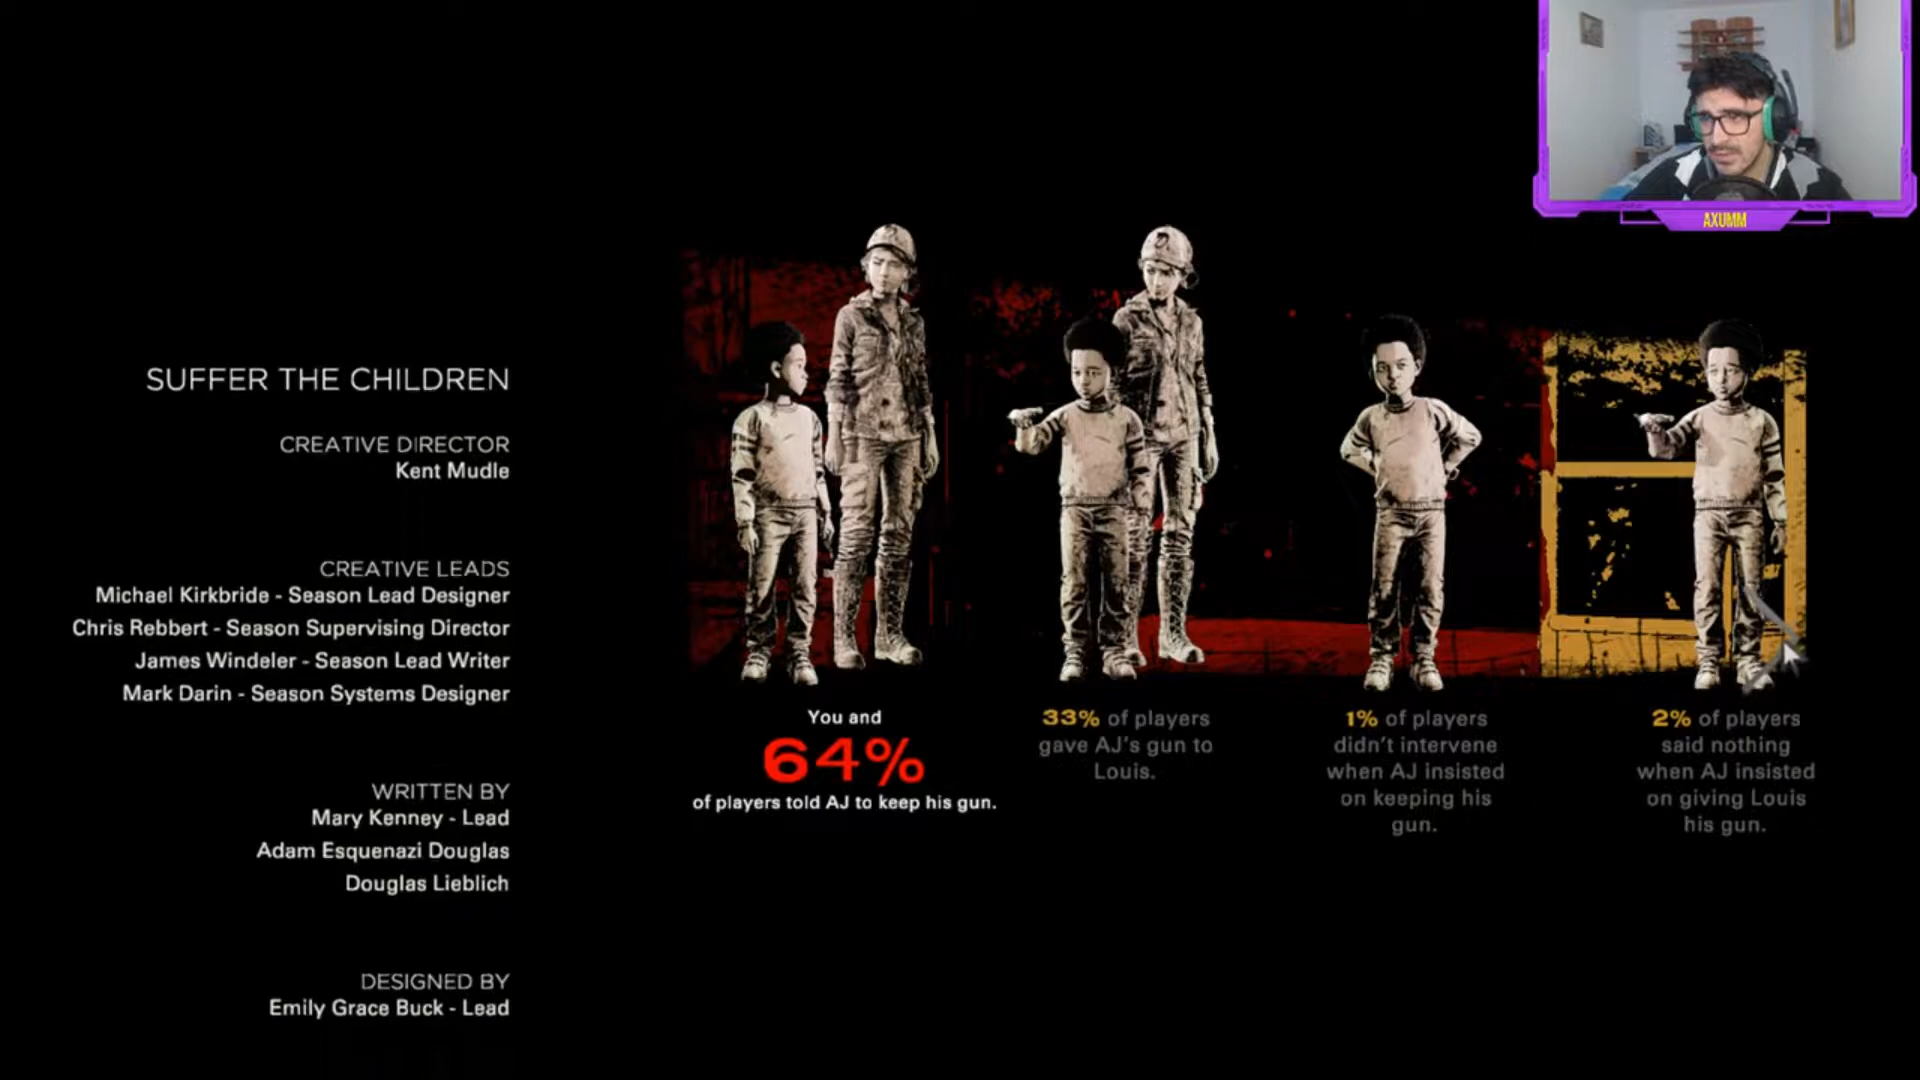 AXUMM
SUFFER THE CHILDREN
CREATIVE DIRECTOR
Kent Mudle
CREATIVE LEADS
Michael Kirkbride - Season Lead Designer
Chris Rebbert - Season Supervising Director
James Windeler - Season Lead Writer
Mark Darin - Season Systems Designer
WRITTEN BY
Mary Kenney - Lead
Adam Esquenazi Douglas
Douglas Lieblich
DESIGNED BY
Emily Grace Buck - Lead
You and
64%
of players told AJ to keep his gun.
33% of players
gave AJ's gun to
Louis.
1% of players
didn't intervene
when AJ insisted
on keeping his
gun.
2% of players
said nothing
when AJ insisted
on giving Louis
his gun.